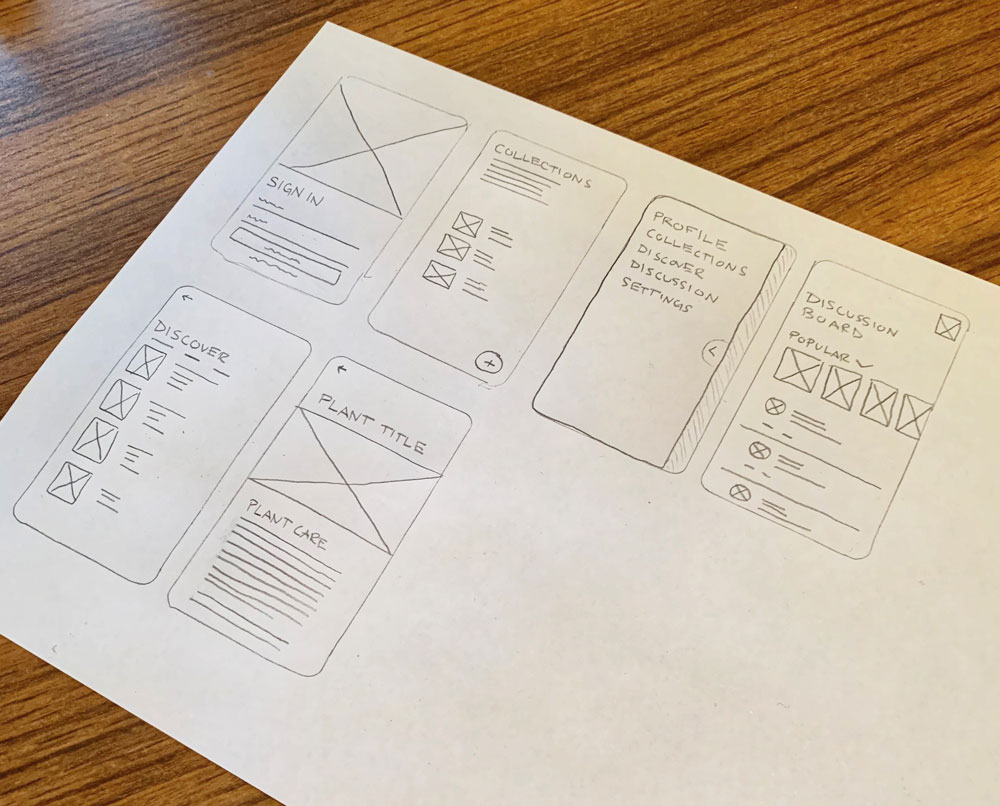 SIGN IN
COLLECTIONS
PROFILE
COLLECTIONS
DISCOVER
DISCUSSION
SETTINGS
DISCUSSION
BOARD
POPULAR
DISCOVER
PLANT TITLE
PLANT CARE